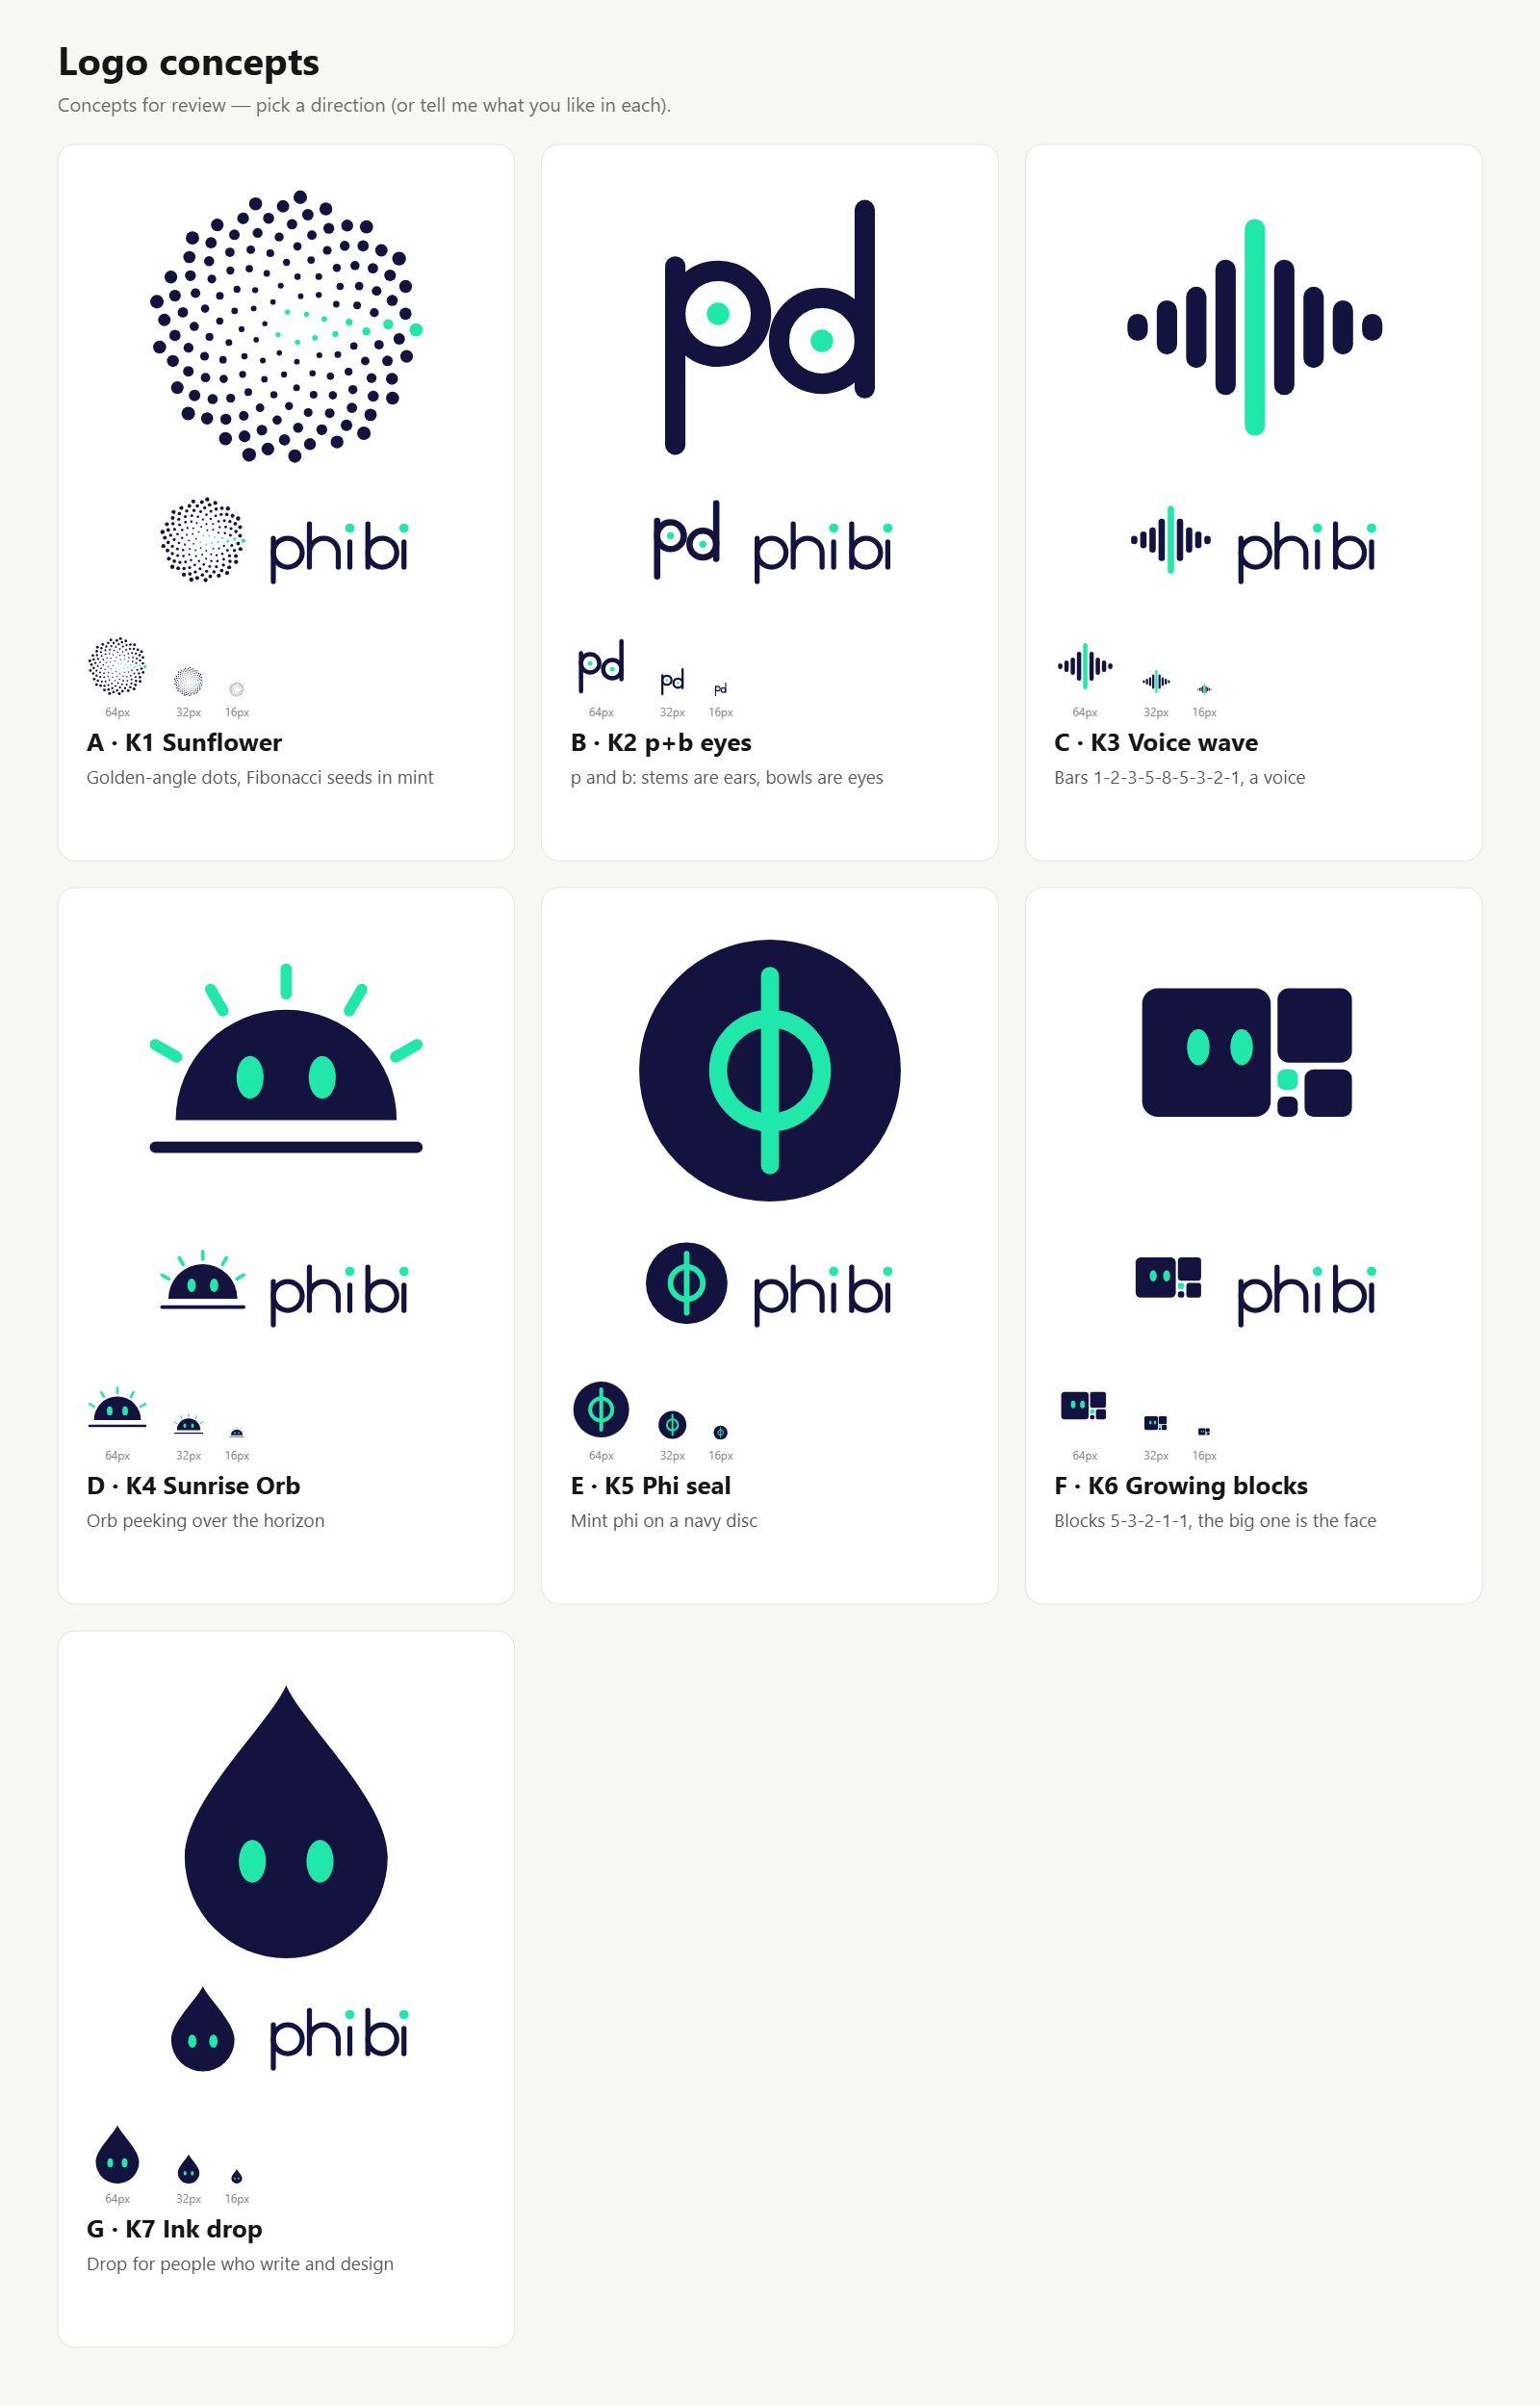 Logo concepts
Concepts for review — pick a direction (or tell me what you like in each).
pd
phibi
pd phibi
phibi
pd
64px 32px 16px
64px 32px 16px
64px 32px 16px
A · K1 Sunflower
Golden-angle dots, Fibonacci seeds in mint
B · K2 p+b eyes
p and b: stems are ears, bowls are eyes
C · K3 Voice wave
Bars 1-2-3-5-8-5-3-2-1, a voice
ϕ
phibi
ϕ phibi
phibi
64px 32px 16px
64px 32px 16px
64px 32px 16px
D · K4 Sunrise Orb
Orb peeking over the horizon
E · K5 Phi seal
Mint phi on a navy disc
F · K6 Growing blocks
Blocks 5-3-2-1-1, the big one is the face
phibi
64px 32px 16px
G · K7 Ink drop
Drop for people who write and design